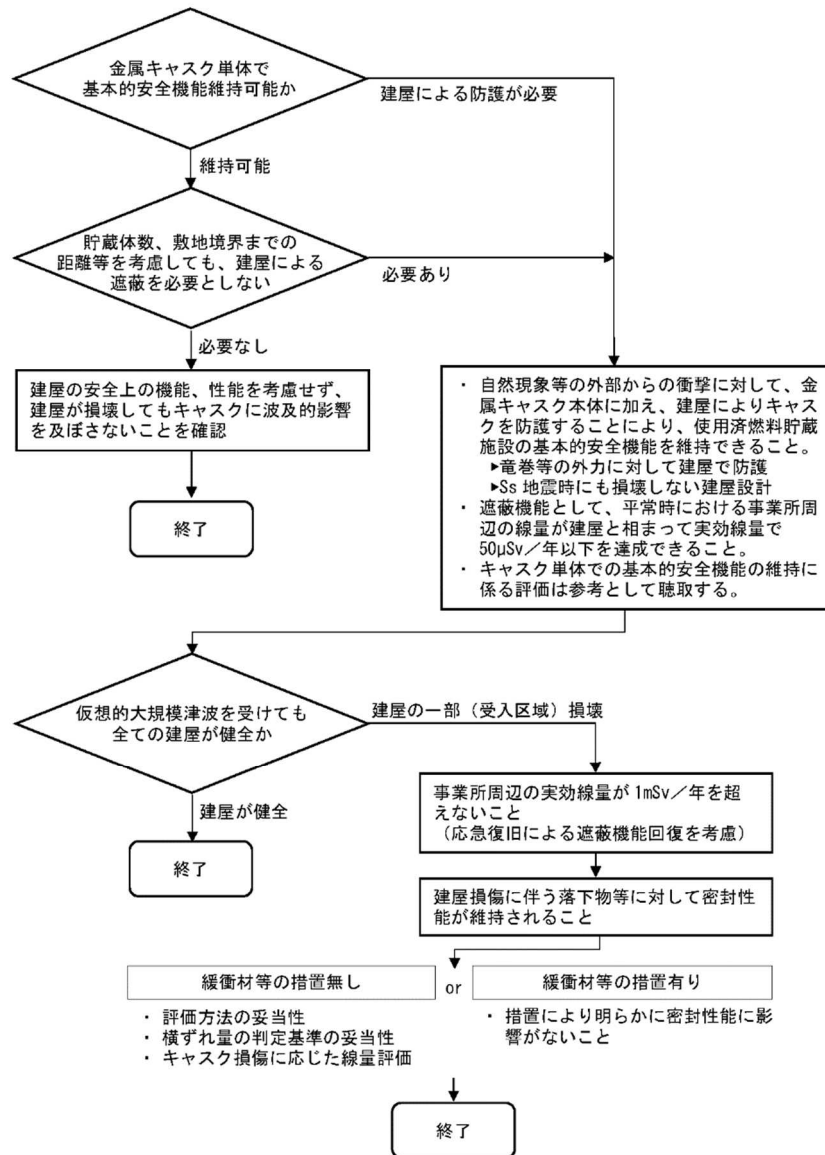 金属キャスク単体で
基本的安全機能維持可能か
建屋による防護が必要
維持可能
貯蔵体数、敷地境界までの
距離等を考慮しても、建屋による
遮蔽を必要としない
必要あり
必要なし
建屋の安全上の機能、性能を考慮せず、
建屋が損壊してもキャスクに波及的影響
を及ぼさないことを確認
終了
・ 自然現象等の外部からの衝撃に対して、金
属キャスク本体に加え、建屋によりキャス
クを防護することにより、使用済燃料貯蔵
施設の基本的安全機能を維持できること。
▶竜巻等の外力に対して建屋で防護
▶Ss 地震時にも損壊しない建屋設計
・ 遮蔽機能として、平常時における事業所周
辺の線量が建屋と相まって実効線量で
50μSv／年以下を達成できること。
・ キャスク単体での基本的安全機能の維持に
係る評価は参考として聴取する。
仮想的大規模津波を受けても
全ての建屋が健全か
建屋の一部（受入区域）損壊
建屋が健全
終了
事業所周辺の実効線量が 1mSv／年を超
えないこと
（応急復旧による遮蔽機能回復を考慮）
建屋損傷に伴う落下物等に対して密封性
能が維持されること
緩衝材等の措置無し
or
緩衝材等の措置有り
・ 評価方法の妥当性
・ 横ずれ量の判定基準の妥当性
・ キャスク損傷に応じた線量評価
・ 措置により明らかに密封性能に影
響がないこと
終了